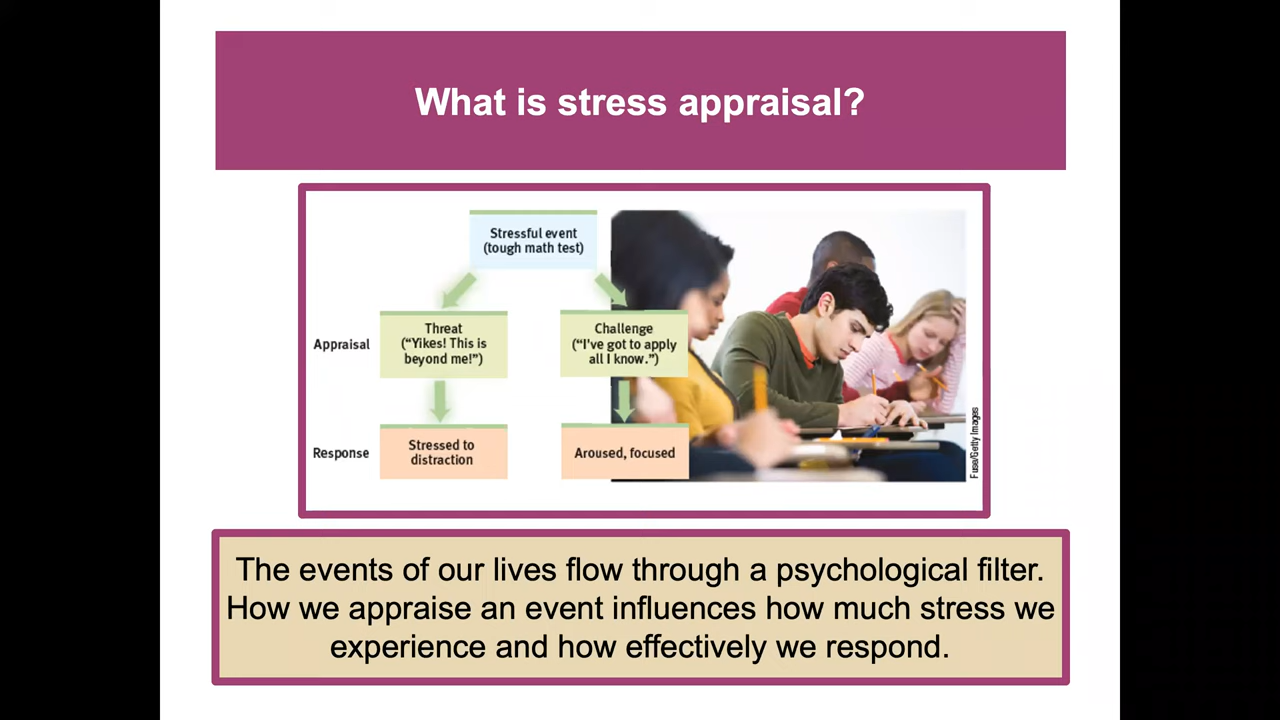 What is stress appraisal?
Stressful event
(tough math test)
Appraisal
Threat
("Yikes! This is
beyond me!")
Challenge
("I've got to apply
all I know.")
Response
Stressed to
distraction
Aroused, focused
Fuse/Getty Images
The events of our lives flow through a psychological filter.
How we appraise an event influences how much stress we
experience and how effectively we respond.